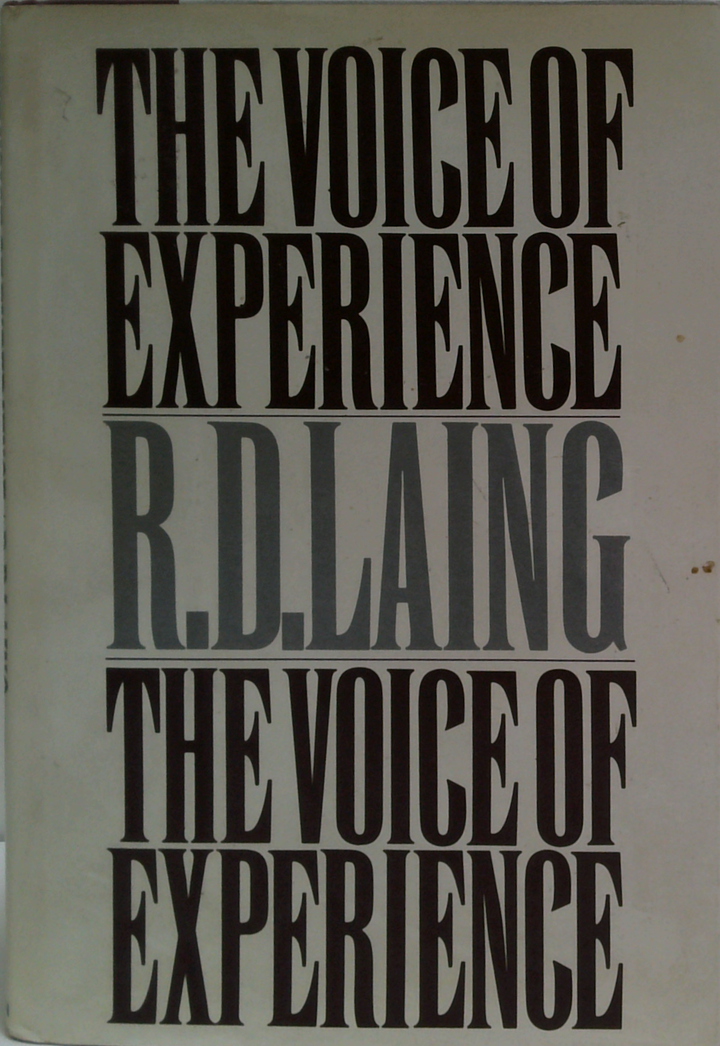 THE VOICE OF
EXPERIENCE
R.D.LAING
THE VOICE OF
EXPERIENCE